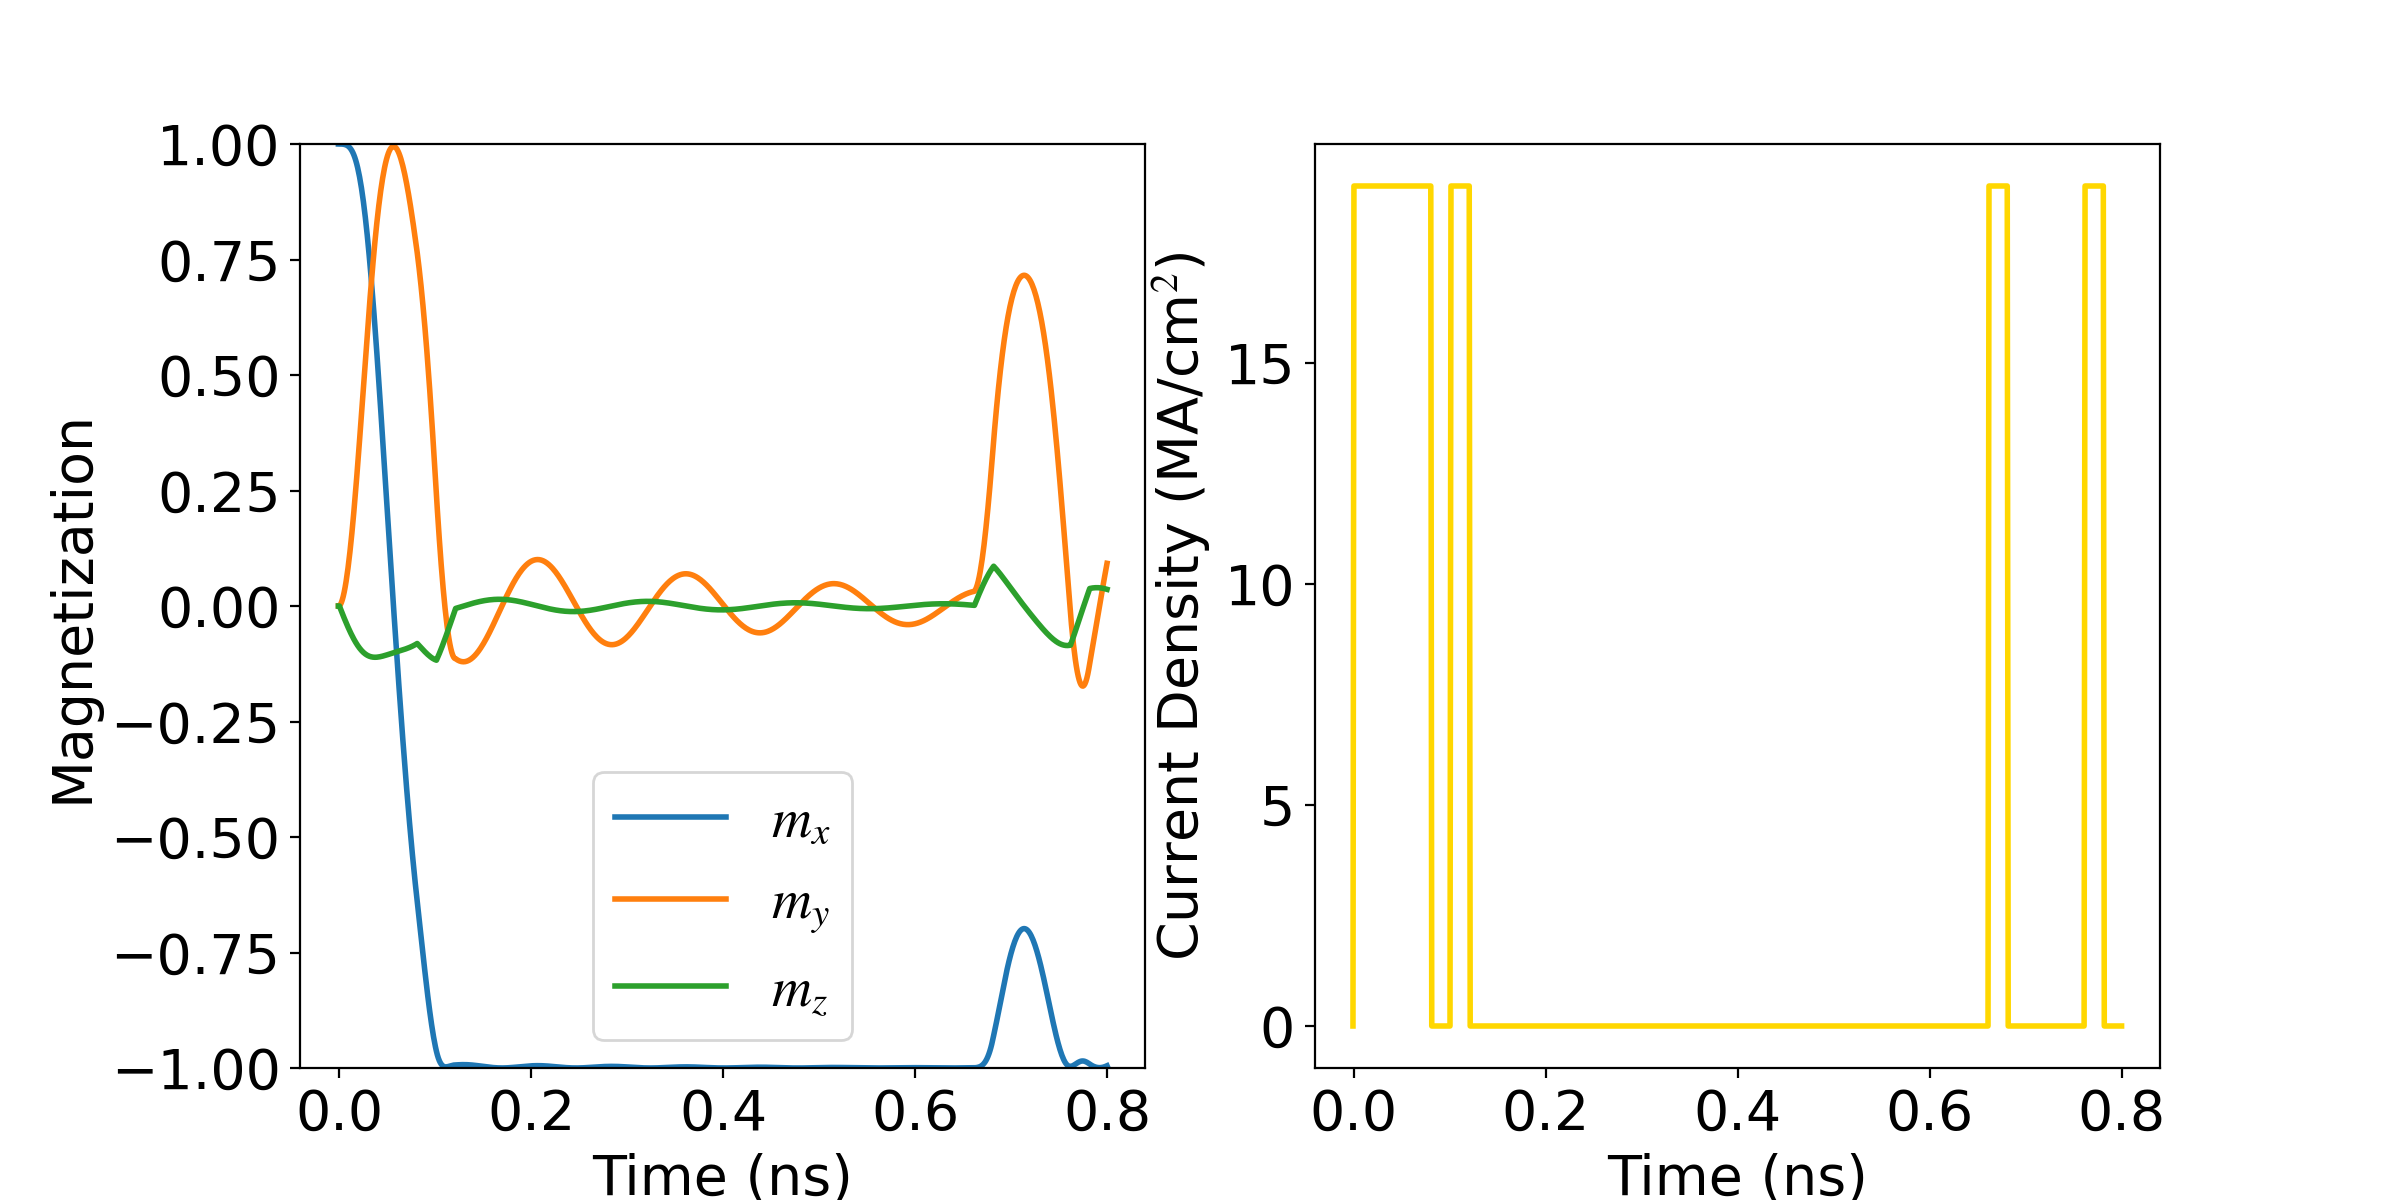 1.00
0.75
0.50
0.25
0.00
−0.25
−0.50
−0.75
−1.00
Magnetization
0.0 0.2 0.4 0.6 0.8
Time (ns)
m_x
m_y
m_z
15
10
5
0
Current Density (MA/cm²)
0.0 0.2 0.4 0.6 0.8
Time (ns)